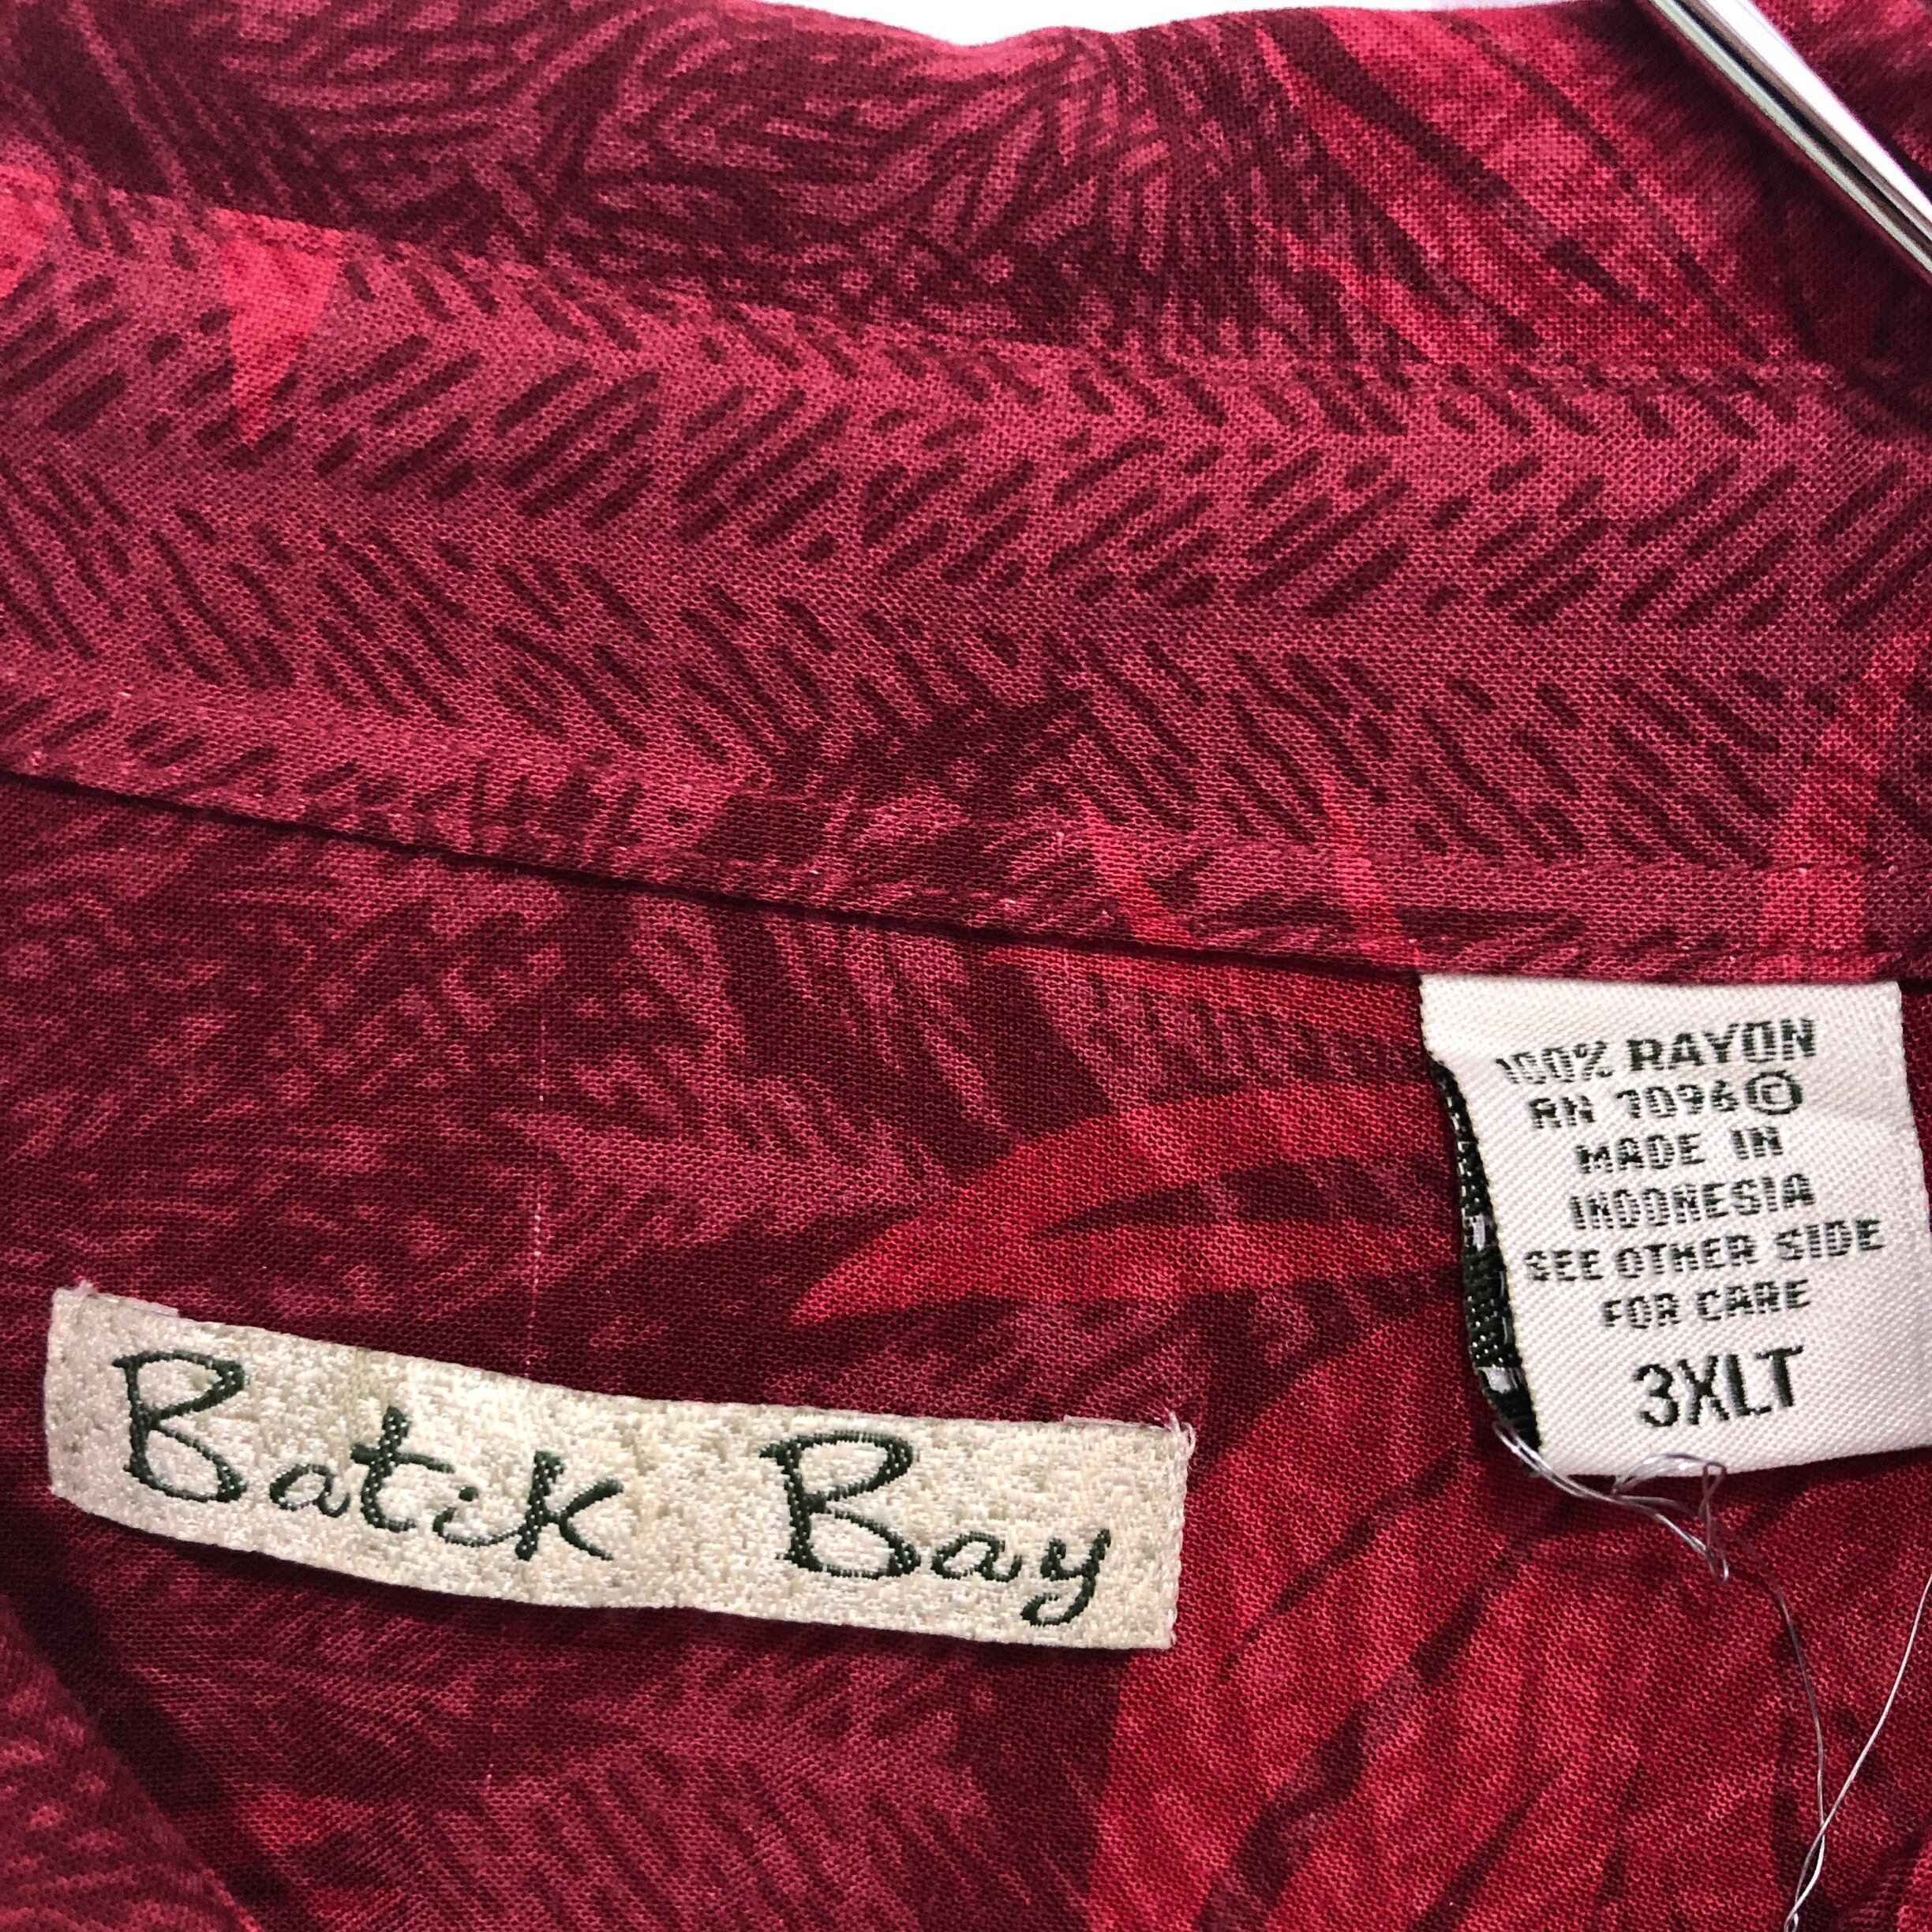 Batik Bay
100% RAYON
RN 7096©
MADE IN
INDONESIA
SEE OTHER SIDE
FOR CARE
3XLT